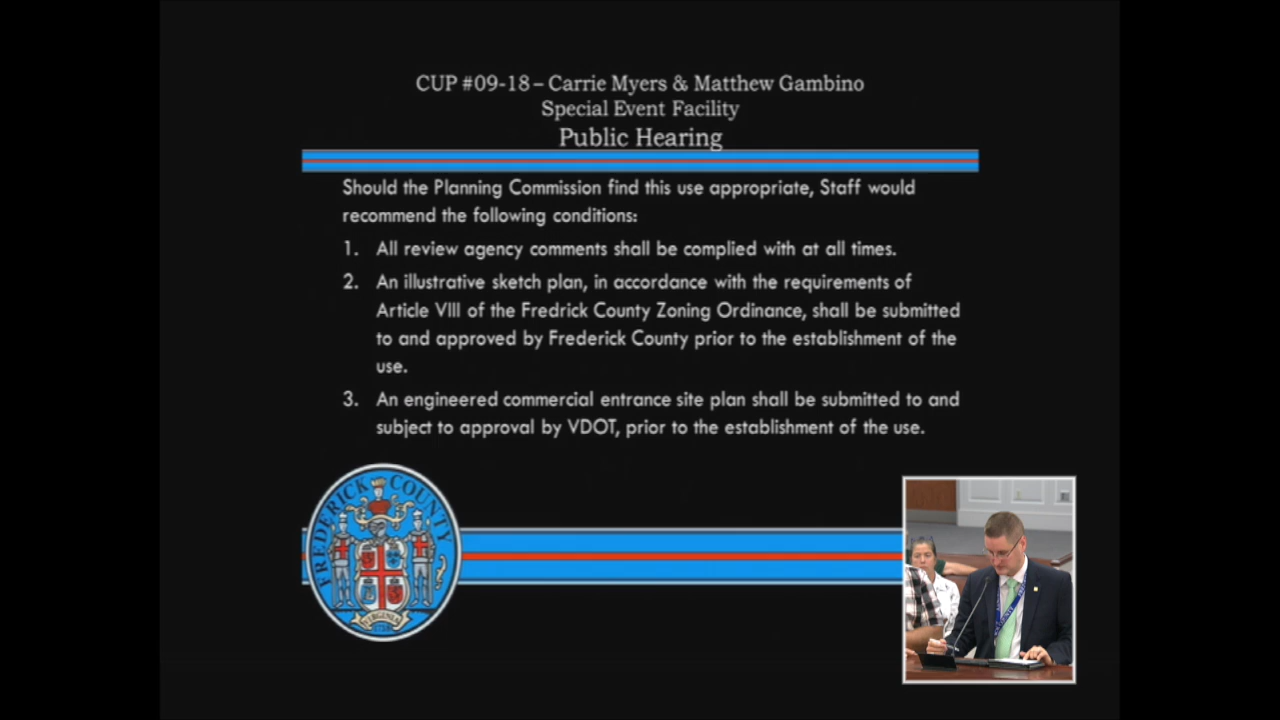 CUP #09-18 – Carrie Myers & Matthew Gambino
Special Event Facility
Public Hearing
Should the Planning Commission find this use appropriate, Staff would
recommend the following conditions:
1. All review agency comments shall be complied with at all times.
2. An illustrative sketch plan, in accordance with the requirements of
Article VIII of the Fredrick County Zoning Ordinance, shall be submitted
to and approved by Frederick County prior to the establishment of the
use.
3. An engineered commercial entrance site plan shall be submitted to and
subject to approval by VDOT, prior to the establishment of the use.
FREDERICK COUNTY
VIRGINIA